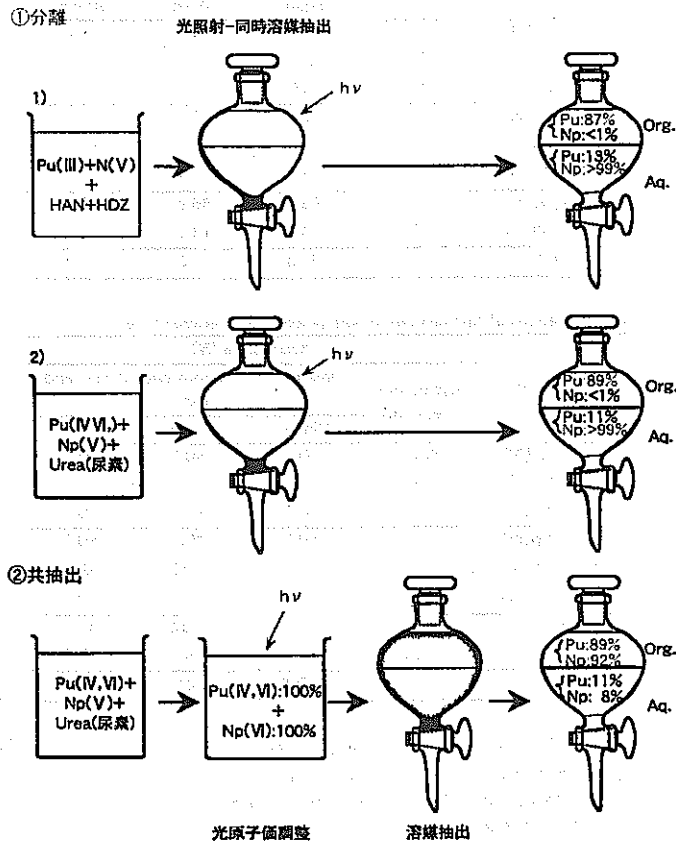 ①分離
光照射-同時溶媒抽出
1)
hν
Pu(Ⅲ)+N(V)
+
HAN+HDZ
Pu:87%
Np:<1%
Org.
Pu:13%
Np:>99%
Aq.
2)
hν
Pu(ⅣⅥ,)+
Np(V)+
Urea(尿素)
Pu:89%
Np:<1%
Org.
Pu:11%
Np:>99%
Aq.
②共抽出
hν
Pu(Ⅳ,Ⅵ)+
Np(V)+
Urea(尿素)
Pu(Ⅳ,Ⅵ):100%
+
Np(Ⅵ):100%
Pu:89%
Np:92%
Org.
Pu:11%
Np: 8%
Aq.
光原子価調整
溶媒抽出